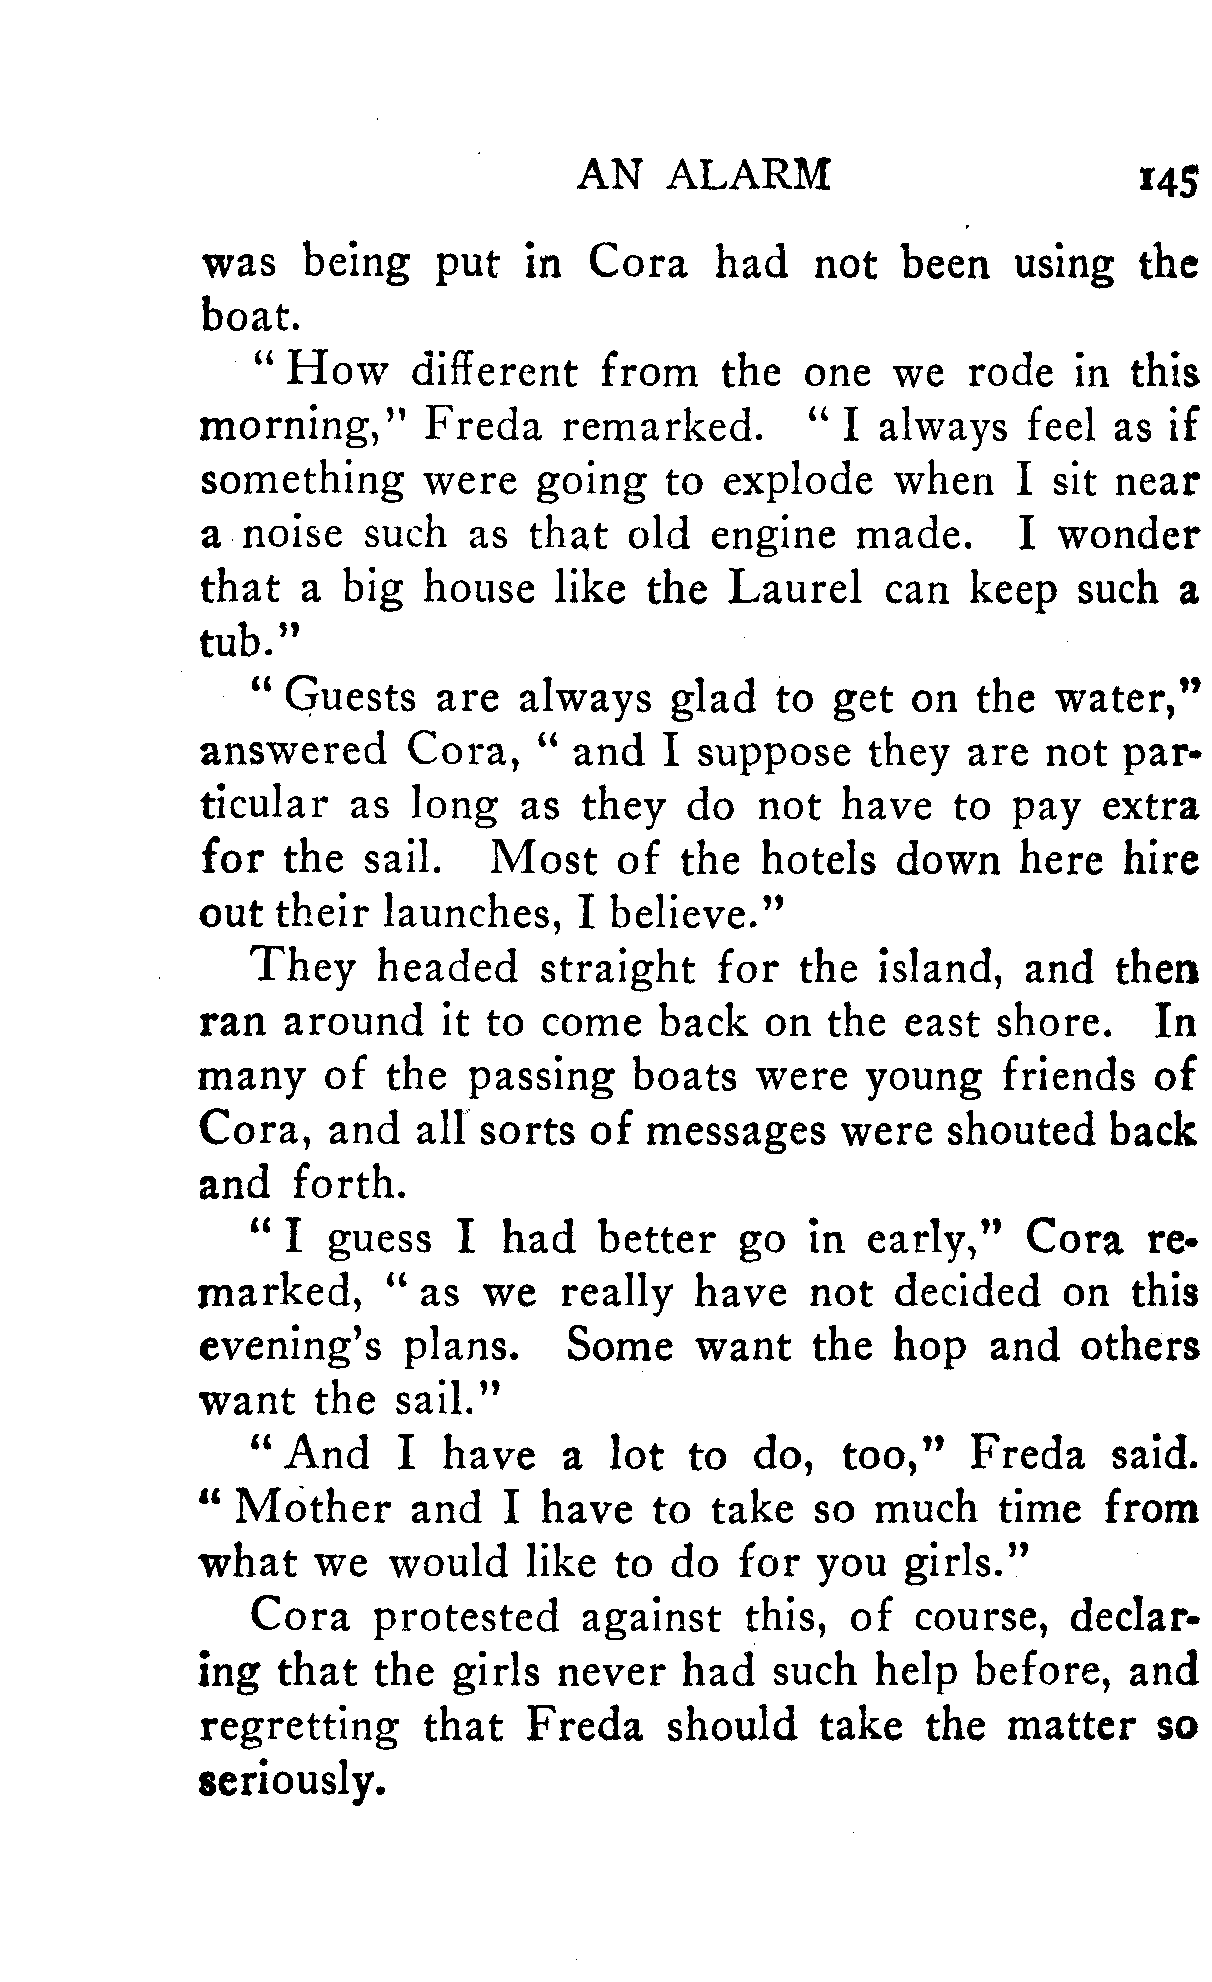 AN ALARM 145
was being put in Cora had not been using the
boat.
" How different from the one we rode in this
morning," Freda remarked. " I always feel as if
something were going to explode when I sit near
a noise such as that old engine made. I wonder
that a big house like the Laurel can keep such a
tub."
" Guests are always glad to get on the water,"
answered Cora, " and I suppose they are not par-
ticular as long as they do not have to pay extra
for the sail. Most of the hotels down here hire
out their launches, I believe."
They headed straight for the island, and then
ran around it to come back on the east shore. In
many of the passing boats were young friends of
Cora, and all sorts of messages were shouted back
and forth.
" I guess I had better go in early," Cora re-
marked, " as we really have not decided on this
evening's plans. Some want the hop and others
want the sail."
" And I have a lot to do, too," Freda said.
" Mother and I have to take so much time from
what we would like to do for you girls."
Cora protested against this, of course, declar-
ing that the girls never had such help before, and
regretting that Freda should take the matter so
seriously.